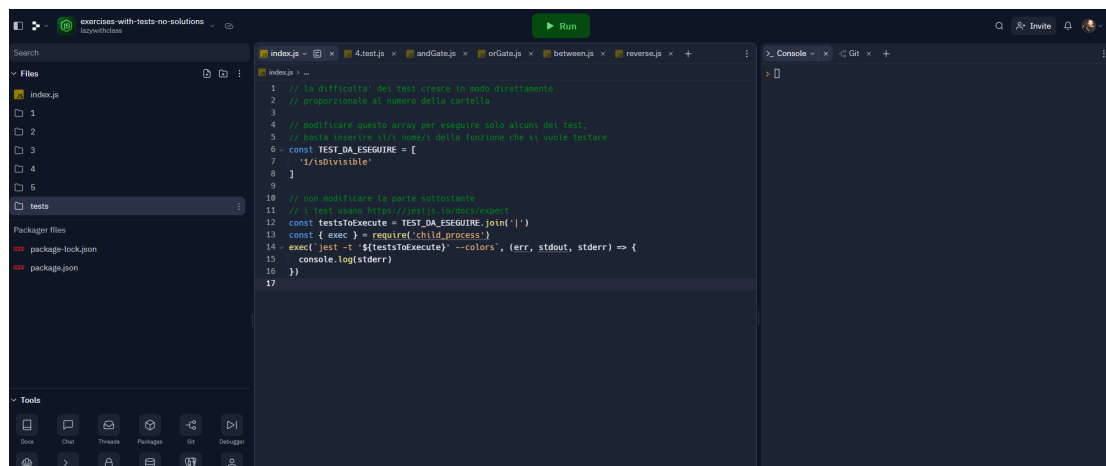 exercises-with-tests-no-solutions
lazywithclass
Run
Invite
Search
Files
index.js
1
2
3
4
5
tests
Packager files
package-lock.json
package.json
Tools
Docs
Chat
Threads
Packages
Git
Debugger
index.js
4.test.js
andGate.js
orGate.js
between.js
reverse.js
index.js > ...
1 // la difficolta' dei test cresce in modo direttamente
2 // proporzionale al numero della cartella
3
4 // modificare questo array per eseguire solo alcuni dei test,
5 // basta inserire il/i nome/i della funzione che si vuole testare
6 const TEST_DA_ESEGUIRE = [
7 '1/isDivisible'
8 ]
9
10 // non modificare la parte sottostante
11 // i test usano https://jestjs.io/docs/expect
12 const testsToExecute = TEST_DA_ESEGUIRE.join('|')
13 const { exec } = require('child_process')
14 exec(`jest -t '${testsToExecute}' --colors`, (err, stdout, stderr) => {
15 console.log(stderr)
16 })
17
Console
Git